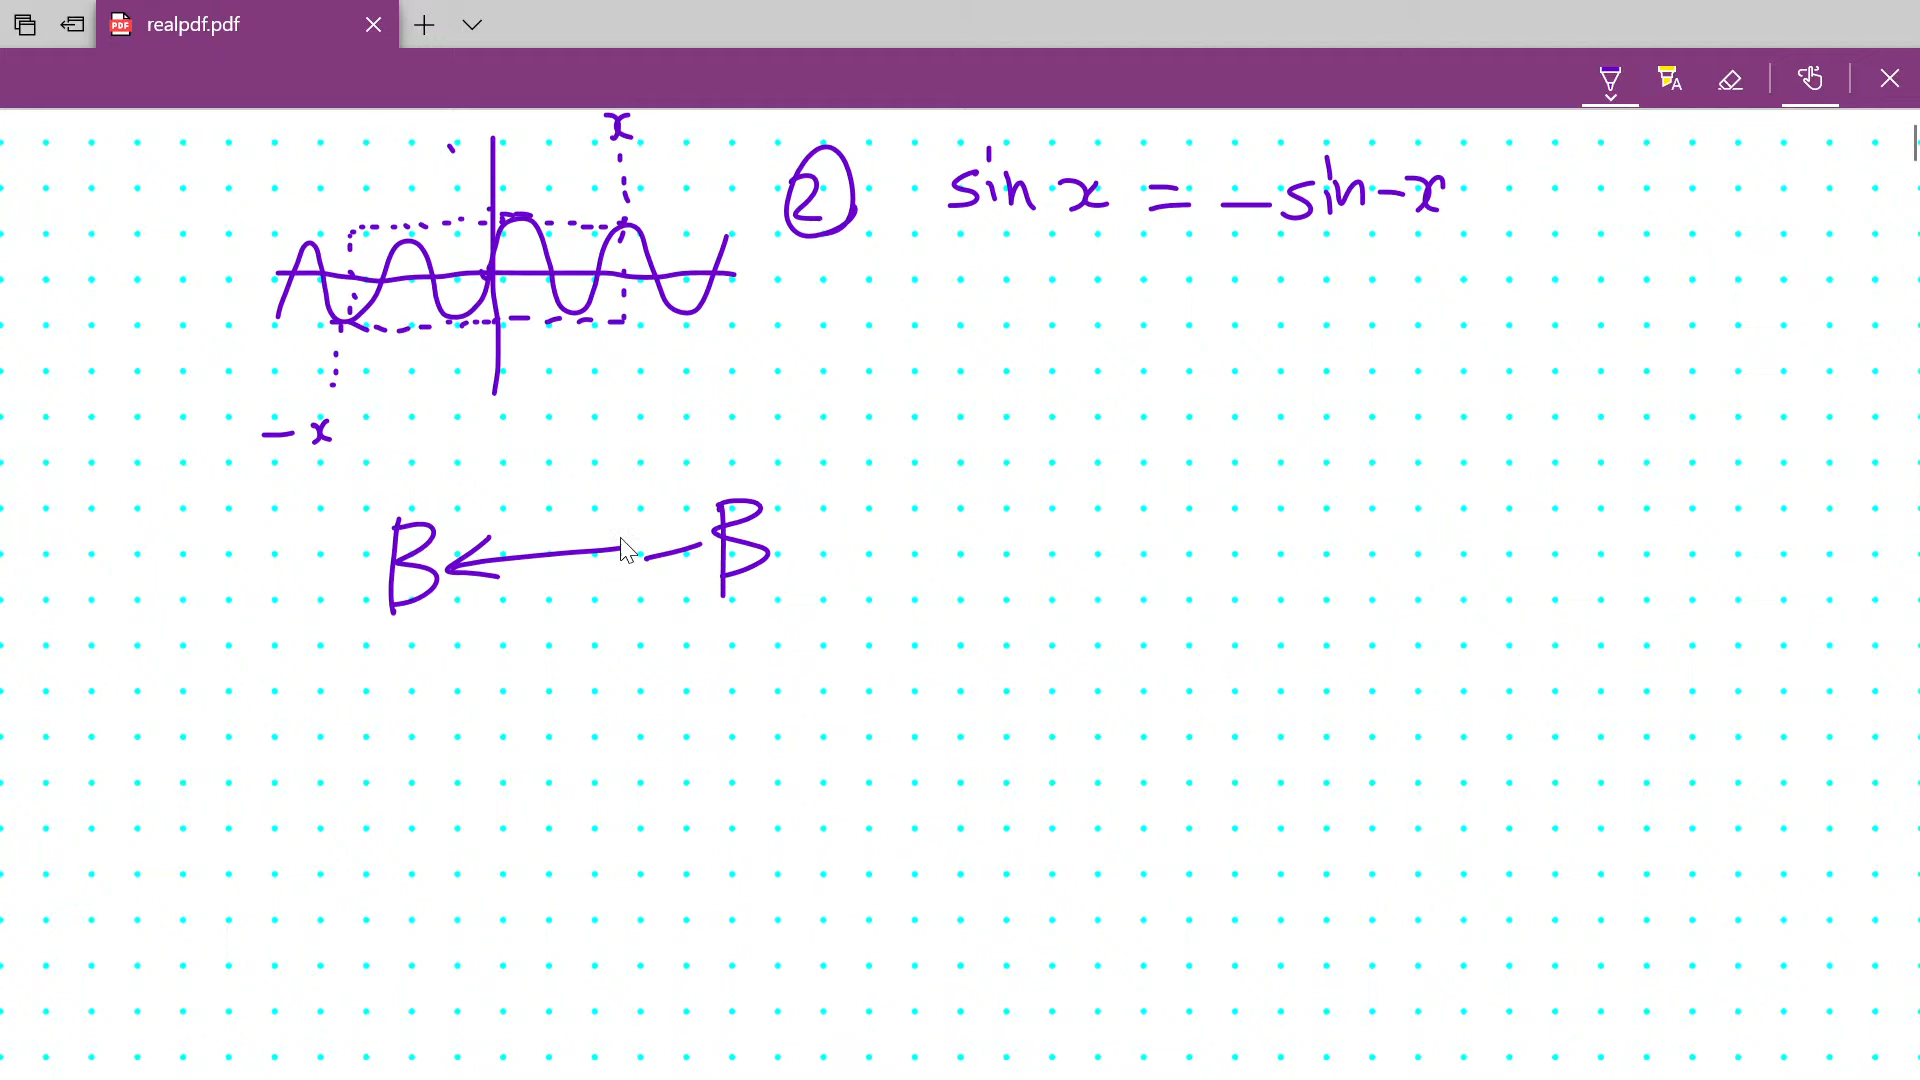 realpdf.pdf
x
② sin x = -sin-x
-x
B ← -B